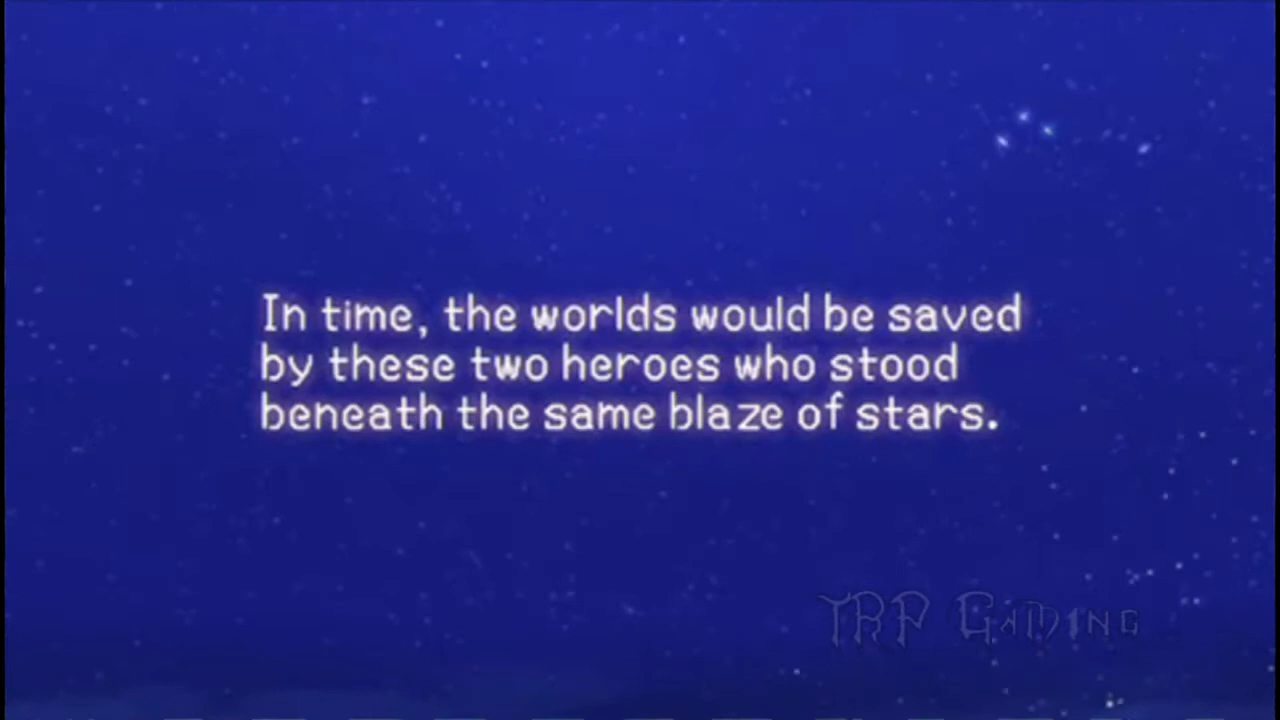 In time, the worlds would be saved
by these two heroes who stood
beneath the same blaze of stars.
TRP Gaming